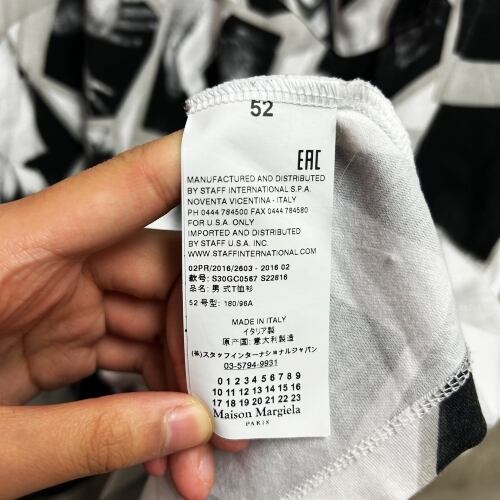 52
EAC
MANUFACTURED AND DISTRIBUTED
BY STAFF INTERNATIONAL S.P.A.
NOVENTA VICENTINA - ITALY
PH 0444 784500 FAX 0444 784580
FOR U.S.A. ONLY
IMPORTED AND DISTRIBUTED
BY STAFF U.S.A. INC.
WWW.STAFFINTERNATIONAL.COM
02PR/2016/2603 - 2016 02
款号: S30GC0567 S22816
品名: 男 式T恤衫
52 号型: 180/96A
MADE IN ITALY
イタリア製
原产国: 意大利製造
(株)スタッフインターナショナルジャパン
03-5794-9931
0 1 2 3 4 5 6 7 8 9
10 11 12 13 14 15 16
17 18 19 20 21 22 23
Maison Margiela
PARIS